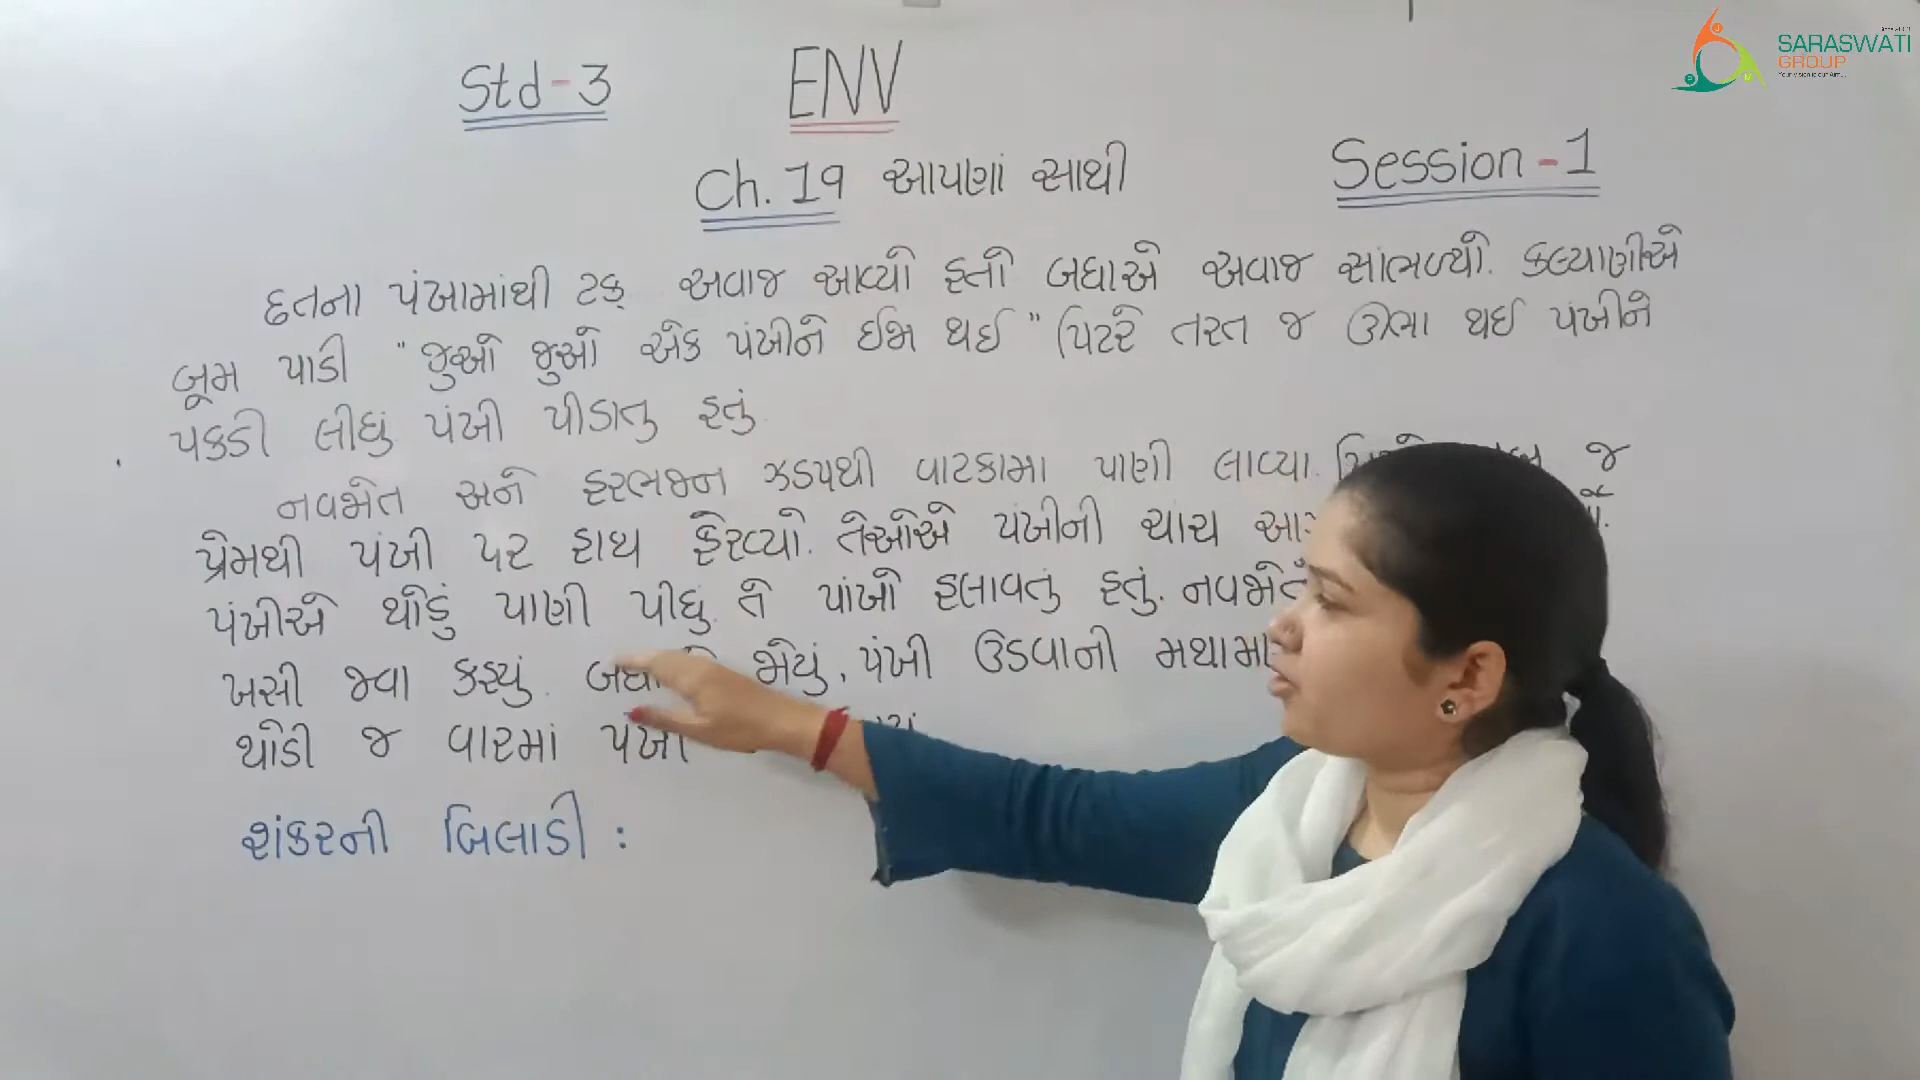 SARASWATI
GROUP
Std-3 ENV
Ch. 19 આપણાં સાથી Session-1
છતના પંખામાંથી ટક્ અવાજ આવ્યો હતો બધાએ અવાજ સાંભળ્યો. કલ્યાણીએ
બૂમ પાડી "જુઓ જુઓ એક પંખીને ઈજા થઈ" પિટરે તરત જ ઊભા થઈ પંખીને
પકડી લીધું પંખી પીડાતુ હતું.
નવજોત અને હરભજન ઝડપથી વાટકામા પાણી લાવ્યા. જ
પ્રેમથી પંખી પર હાથ ફેરવ્યો. તેઓએ પંખીની ચાચ
પંખીએ થોડું પાણી પીધું. તે પાંખો હલાવતું હતું. નવજોતે
ખસી જવા કહ્યું. જોયું, પંખી ઉડવાની
થોડી જ વારમાં પંખી
શંકરની બિલાડી :